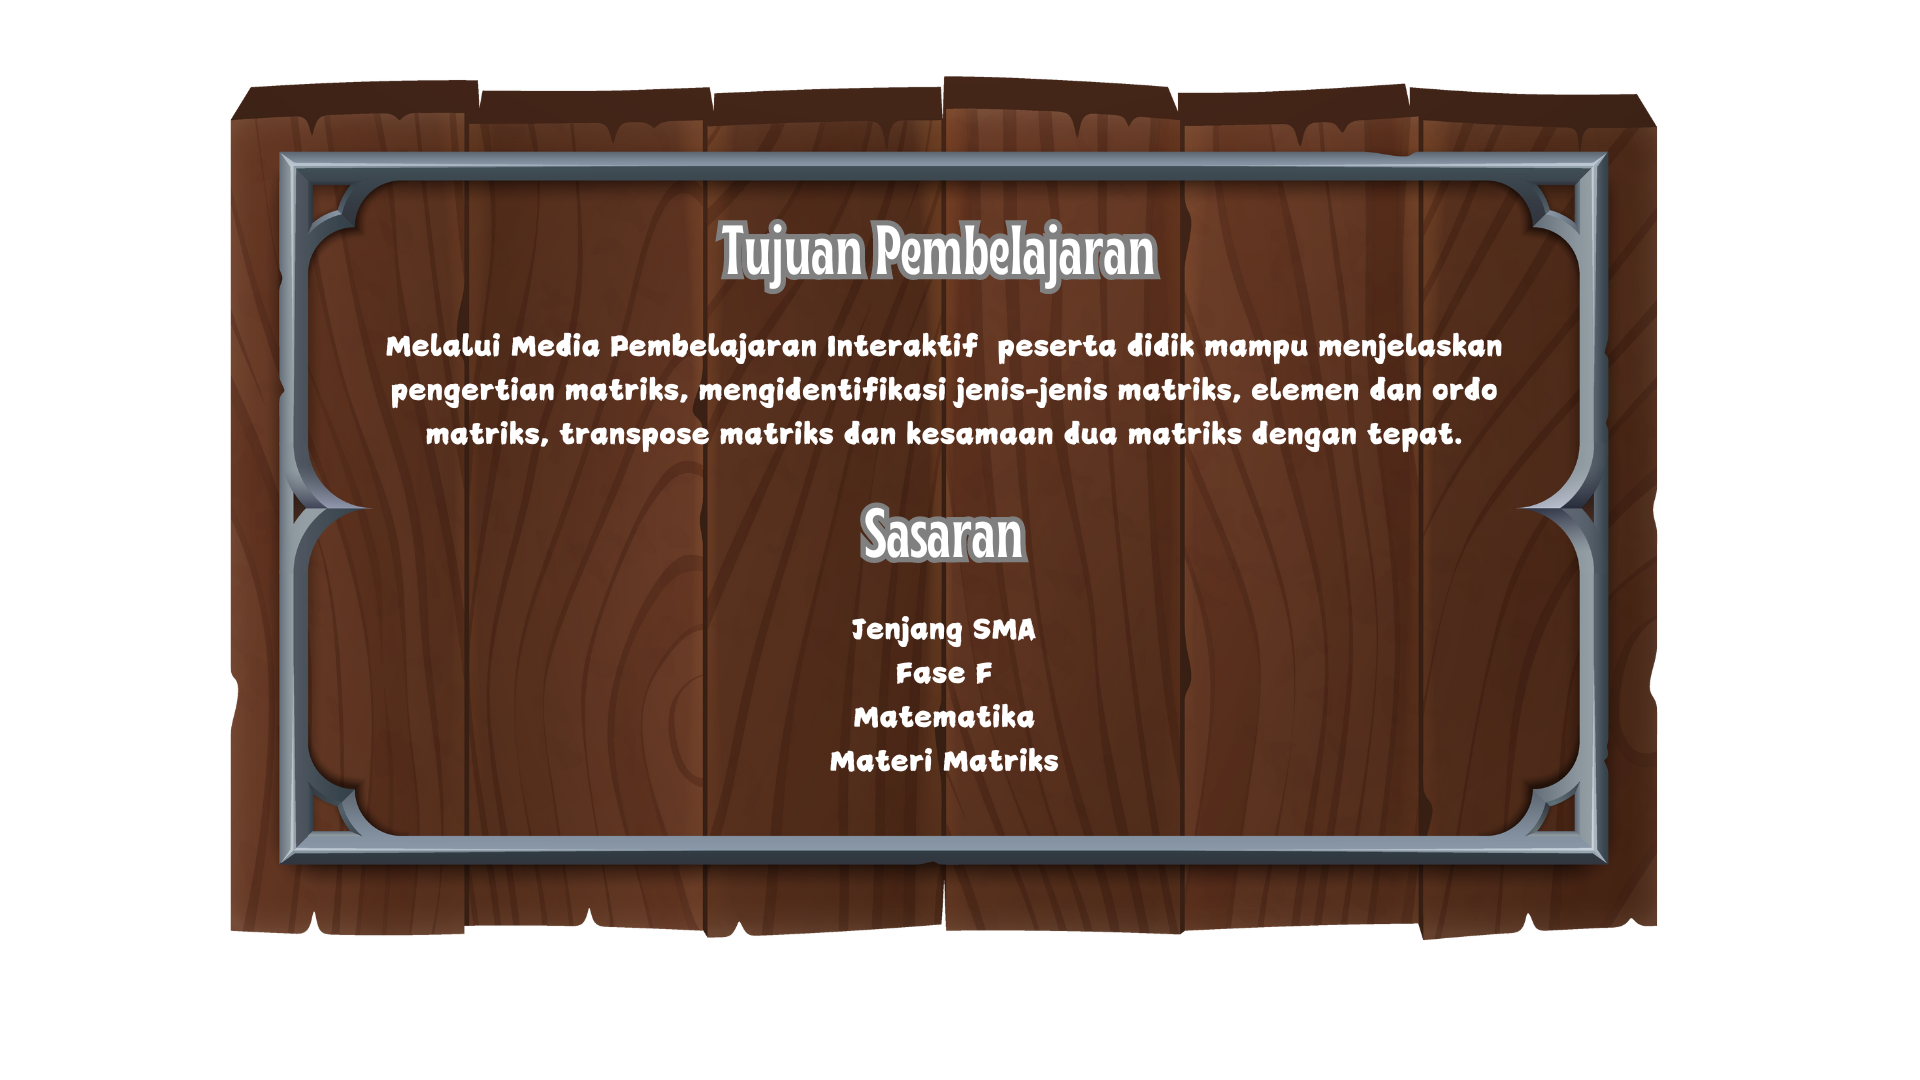 Tujuan Pembelajaran
Melalui Media Pembelajaran Interaktif peserta didik mampu menjelaskan
pengertian matriks, mengidentifikasi jenis-jenis matriks, elemen dan ordo
matriks, transpose matriks dan kesamaan dua matriks dengan tepat.
Sasaran
Jenjang SMA
Fase F
Matematika
Materi Matriks